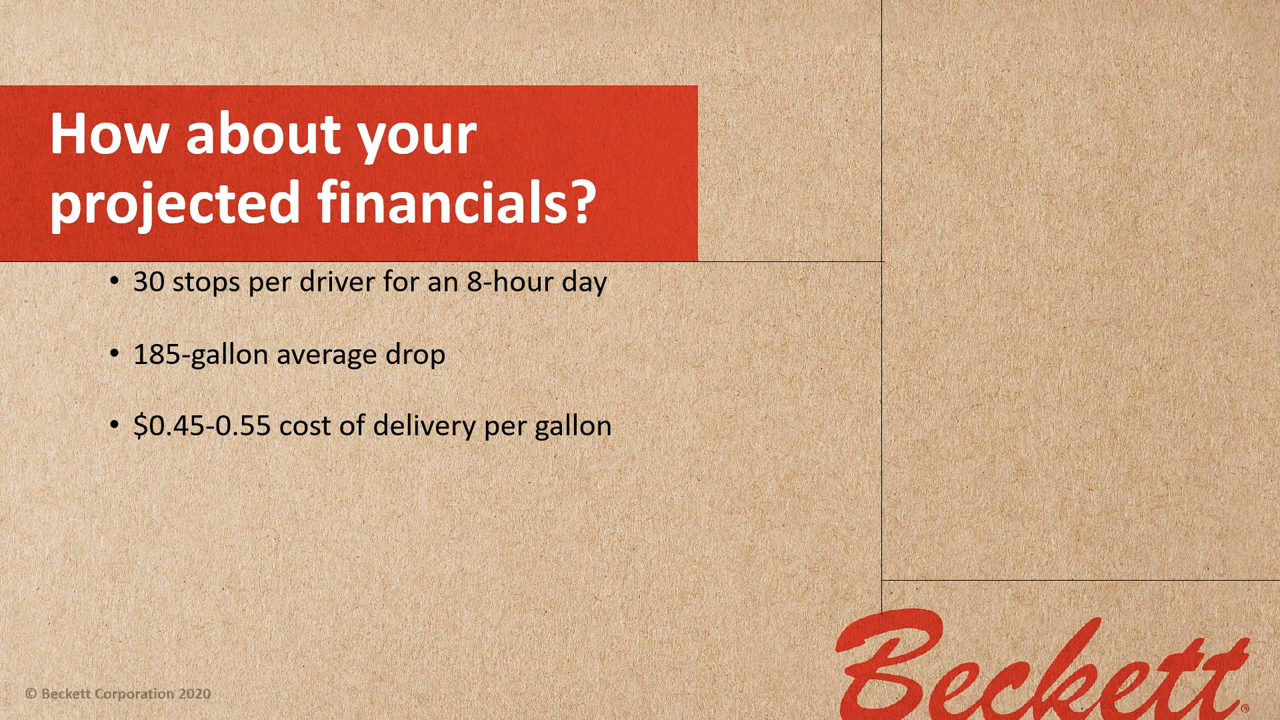 How about your
projected financials?
• 30 stops per driver for an 8-hour day
• 185-gallon average drop
• $0.45-0.55 cost of delivery per gallon
© Beckett Corporation 2020
Beckett®